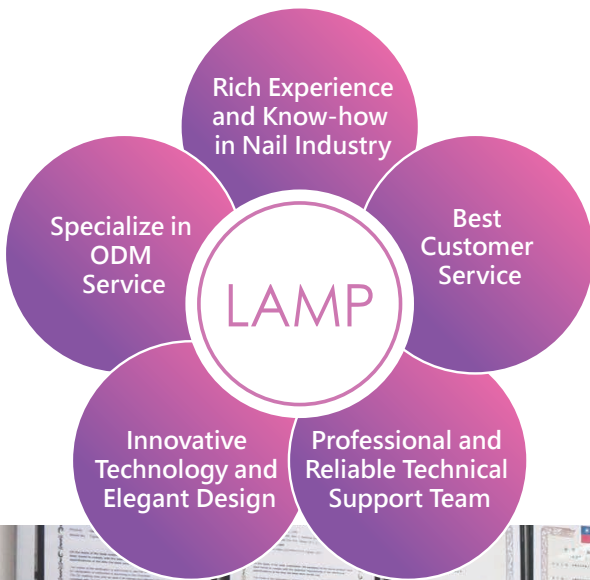 Rich Experience
and Know-how
in Nail Industry
Best
Customer
Service
Professional and
Reliable Technical
Support Team
Innovative
Technology and
Elegant Design
Specialize in
ODM
Service
LAMP